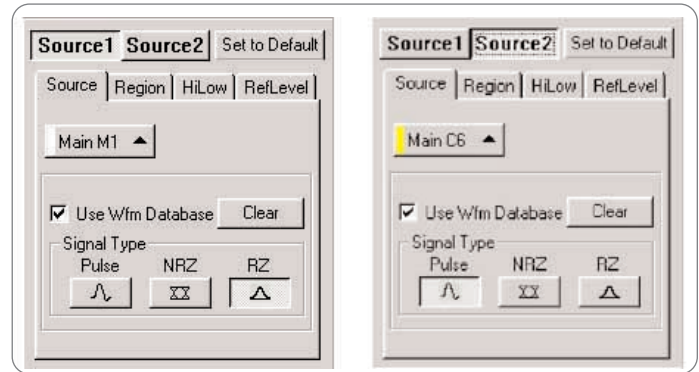 Source1 Source2 Set to Default
Source Region HiLow RefLevel
Main M1
Use Wfm Database Clear
Signal Type
Pulse NRZ RZ
Source1 Source2 Set to Default
Source Region HiLow RefLevel
Main C6
Use Wfm Database Clear
Signal Type
Pulse NRZ RZ